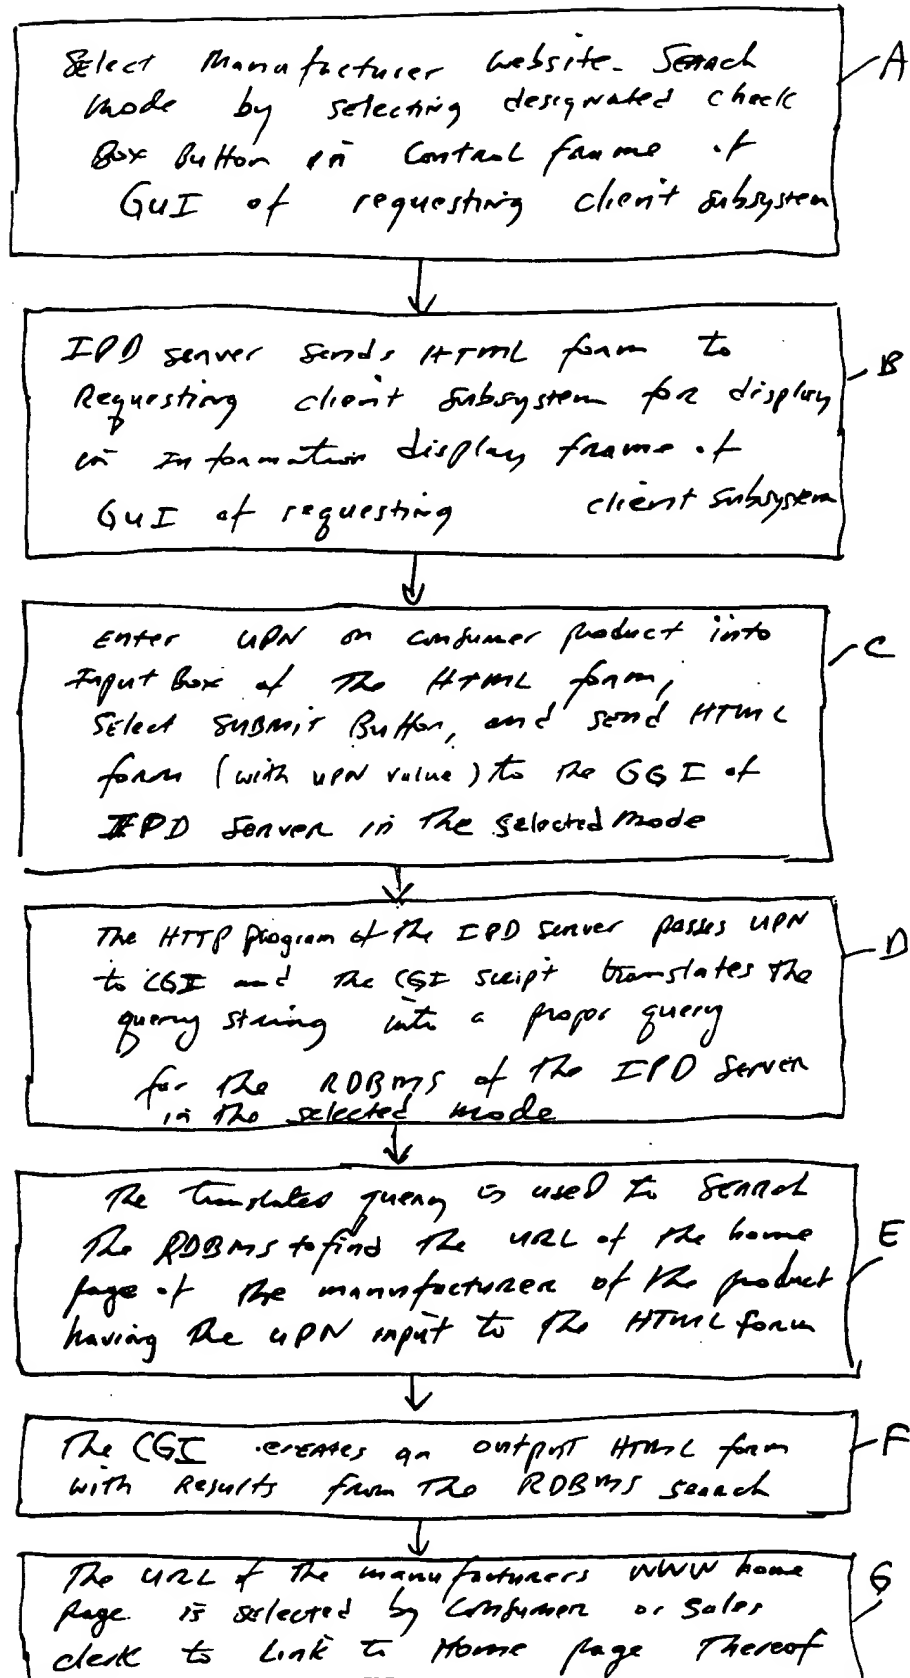 Select Manufacturer Website-Search A
Mode by selecting designated check
Box Button in Control frame of
GUI of requesting client subsystem
IPD server sends HTML form to B
Requesting client subsystem for display
in Information display frame of
GUI of requesting client subsystem
Enter UPN on consumer product into C
Input Box of The HTML form,
Select SUBMIT Button, and send HTML
form (with UPN value) to the GGI of
IPD Server in The selected Mode
The HTTP program of the IPD server passes UPN D
to CGI and the CGI script translates the
query string into a proper query
for the RDBMS of the IPD Server
in the selected mode
The translated query is used to Search E
The RDBMS to find The URL of the home
page of the manufacturer of the product
having the UPN input to The HTML form
The CGI creates an output HTML form F
with Results from The RDBMS search
The URL of the manufacturers WWW home G
Page is selected by Consumer or Sales
clerk to Link to Home page Thereof